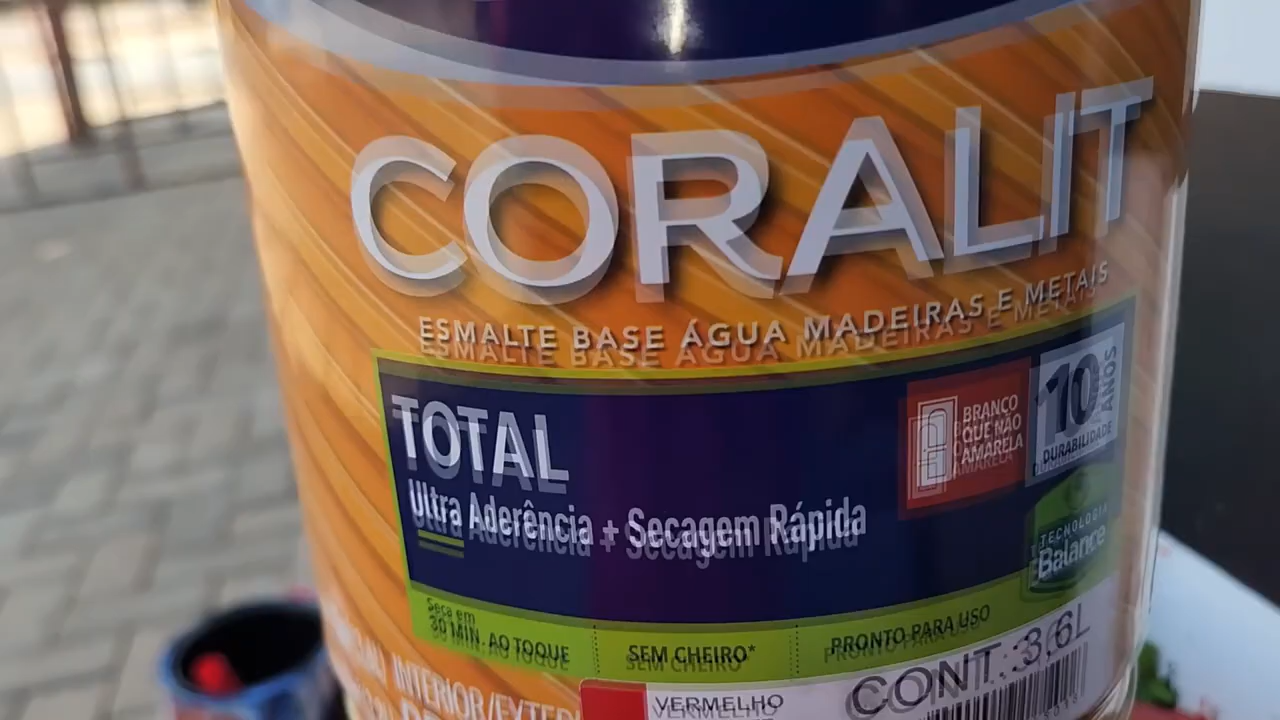 CORALIT
ESMALTE BASE ÁGUA MADEIRAS E METAIS
TOTAL
Ultra Aderência + Secagem Rápida
BRANCO
QUE NÃO
AMARELA
10
ANOS
DURABILIDADE
TECNOLOGIA
Balance
Seca em
30 MIN. AO TOQUE
SEM CHEIRO*
PRONTO PARA USO
VERMELHO
CONT. 3,6L